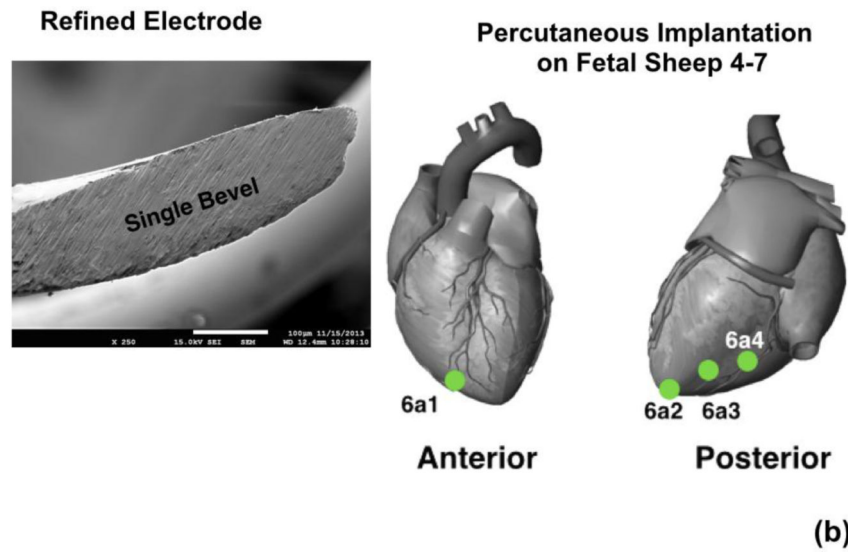 Refined Electrode
Percutaneous Implantation
on Fetal Sheep 4-7
Single Bevel
100µm 11/15/2013
X 250 15.0kV SEI SEM WD 12.4mm 10:28:10
6a1
6a4
6a2 6a3
Anterior Posterior
(b)